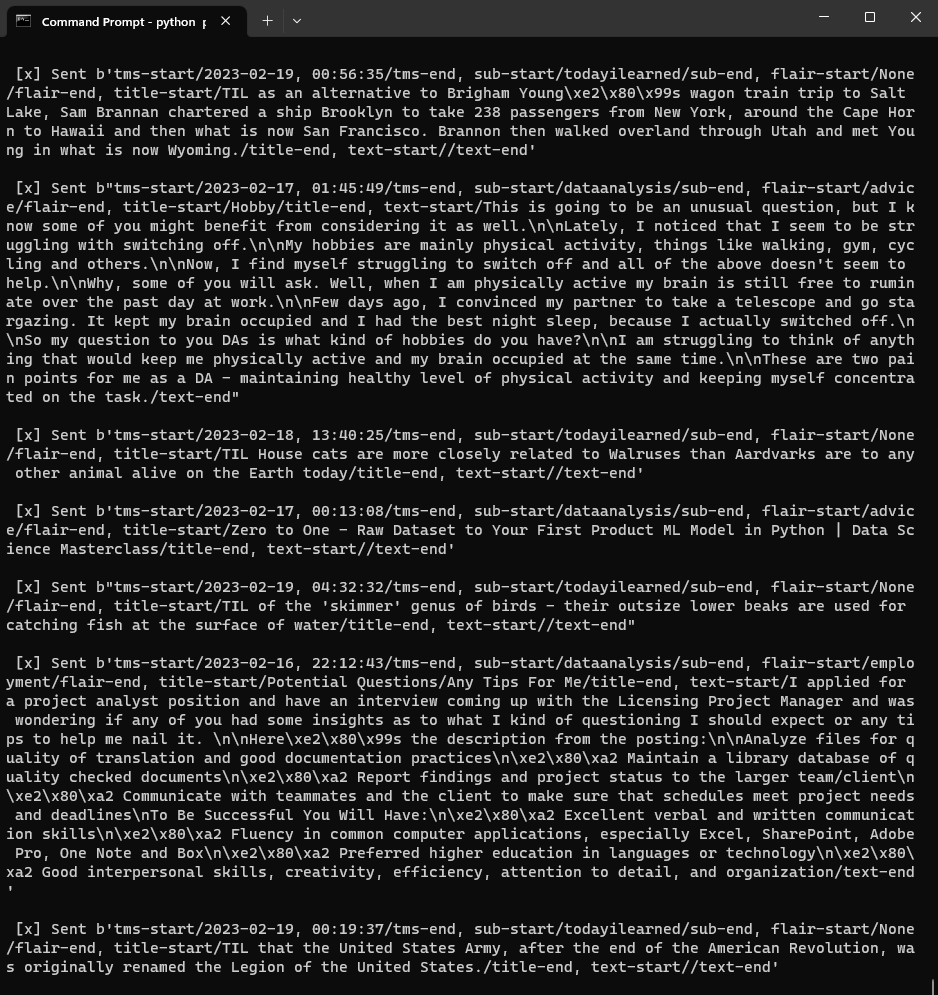 Command Prompt - python p
[x] Sent b'tms-start/2023-02-19, 00:56:35/tms-end, sub-start/todayilearned/sub-end, flair-start/None
/flair-end, title-start/TIL as an alternative to Brigham Young\xe2\x80\x99s wagon train trip to Salt
Lake, Sam Brannan chartered a ship Brooklyn to take 238 passengers from New York, around the Cape Hor
n to Hawaii and then what is now San Francisco. Brannon then walked overland through Utah and met You
ng in what is now Wyoming./title-end, text-start//text-end'
[x] Sent b"tms-start/2023-02-17, 01:45:49/tms-end, sub-start/dataanalysis/sub-end, flair-start/advic
e/flair-end, title-start/Hobby/title-end, text-start/This is going to be an unusual question, but I k
now some of you might benefit from considering it as well.\n\nLately, I noticed that I seem to be str
uggling with switching off.\n\nMy hobbies are mainly physical activity, things like walking, gym, cyc
ling and others.\n\nNow, I find myself struggling to switch off and all of the above doesn't seem to
help.\n\nWhy, some of you will ask. Well, when I am physically active my brain is still free to rumin
ate over the past day at work.\n\nFew days ago, I convinced my partner to take a telescope and go sta
rgazing. It kept my brain occupied and I had the best night sleep, because I actually switched off.\n
\nSo my question to you DAs is what kind of hobbies do you have?\n\nI am struggling to think of anyth
ing that would keep me physically active and my brain occupied at the same time.\n\nThese are two pai
n points for me as a DA - maintaining healthy level of physical activity and keeping myself concentra
ted on the task./text-end"
[x] Sent b'tms-start/2023-02-18, 13:40:25/tms-end, sub-start/todayilearned/sub-end, flair-start/None
/flair-end, title-start/TIL House cats are more closely related to Walruses than Aardvarks are to any
other animal alive on the Earth today/title-end, text-start//text-end'
[x] Sent b'tms-start/2023-02-17, 00:13:08/tms-end, sub-start/dataanalysis/sub-end, flair-start/advic
e/flair-end, title-start/Zero to One - Raw Dataset to Your First Product ML Model in Python | Data Sc
ience Masterclass/title-end, text-start//text-end'
[x] Sent b"tms-start/2023-02-19, 04:32:32/tms-end, sub-start/todayilearned/sub-end, flair-start/None
/flair-end, title-start/TIL of the 'skimmer' genus of birds - their outsize lower beaks are used for
catching fish at the surface of water/title-end, text-start//text-end"
[x] Sent b'tms-start/2023-02-16, 22:12:43/tms-end, sub-start/dataanalysis/sub-end, flair-start/emplo
yment/flair-end, title-start/Potential Questions/Any Tips For Me/title-end, text-start/I applied for
a project analyst position and have an interview coming up with the Licensing Project Manager and was
wondering if any of you had some insights as to what I kind of questioning I should expect or any ti
ps to help me nail it. \n\nHere\xe2\x80\x99s the description from the posting:\n\nAnalyze files for q
uality of translation and good documentation practices\n\xe2\x80\xa2 Maintain a library database of q
uality checked documents\n\xe2\x80\xa2 Report findings and project status to the larger team/client\n
\xe2\x80\xa2 Communicate with teammates and the client to make sure that schedules meet project needs
and deadlines\nTo Be Successful You Will Have:\n\xe2\x80\xa2 Excellent verbal and written communicat
ion skills\n\xe2\x80\xa2 Fluency in common computer applications, especially Excel, SharePoint, Adobe
Pro, One Note and Box\n\xe2\x80\xa2 Preferred higher education in languages or technology\n\xe2\x80\
xa2 Good interpersonal skills, creativity, efficiency, attention to detail, and organization/text-end
'
[x] Sent b'tms-start/2023-02-19, 00:19:37/tms-end, sub-start/todayilearned/sub-end, flair-start/None
/flair-end, title-start/TIL that the United States Army, after the end of the American Revolution, wa
s originally renamed the Legion of the United States./title-end, text-start//text-end'